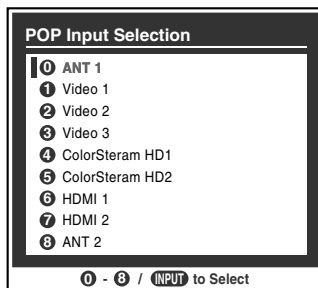 POP Input Selection
0 ANT 1
1 Video 1
2 Video 2
3 Video 3
4 ColorSteram HD1
5 ColorSteram HD2
6 HDMI 1
7 HDMI 2
8 ANT 2
0 - 8 / INPUT to Select